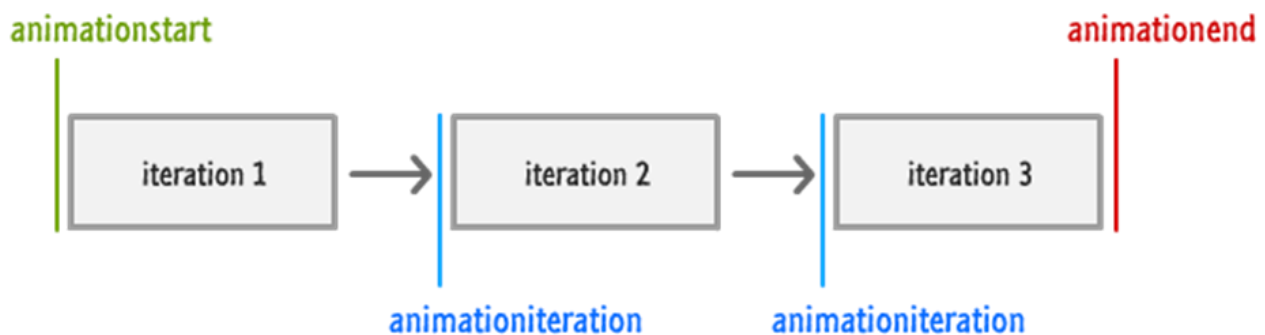 animationstart
animationend
iteration 1
iteration 2
iteration 3
animationiteration
animationiteration